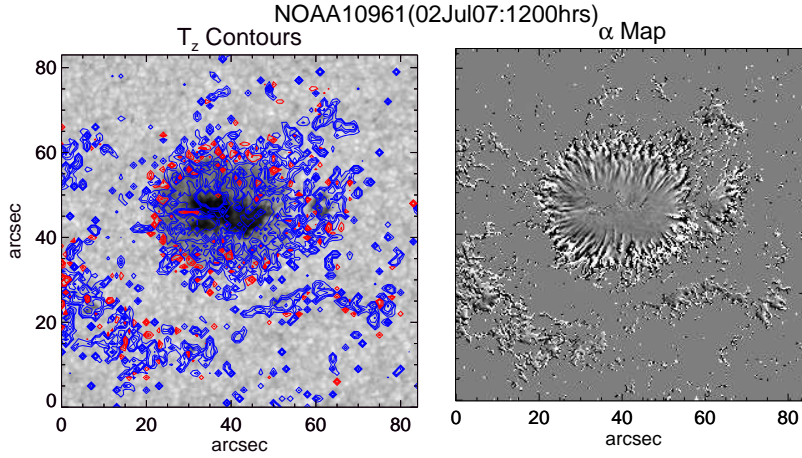 NOAA10961(02Jul07:1200hrs)
T_z Contours
α Map
80
60
40
20
0
arcsec
0 20 40 60 80
arcsec
0 20 40 60 80
arcsec